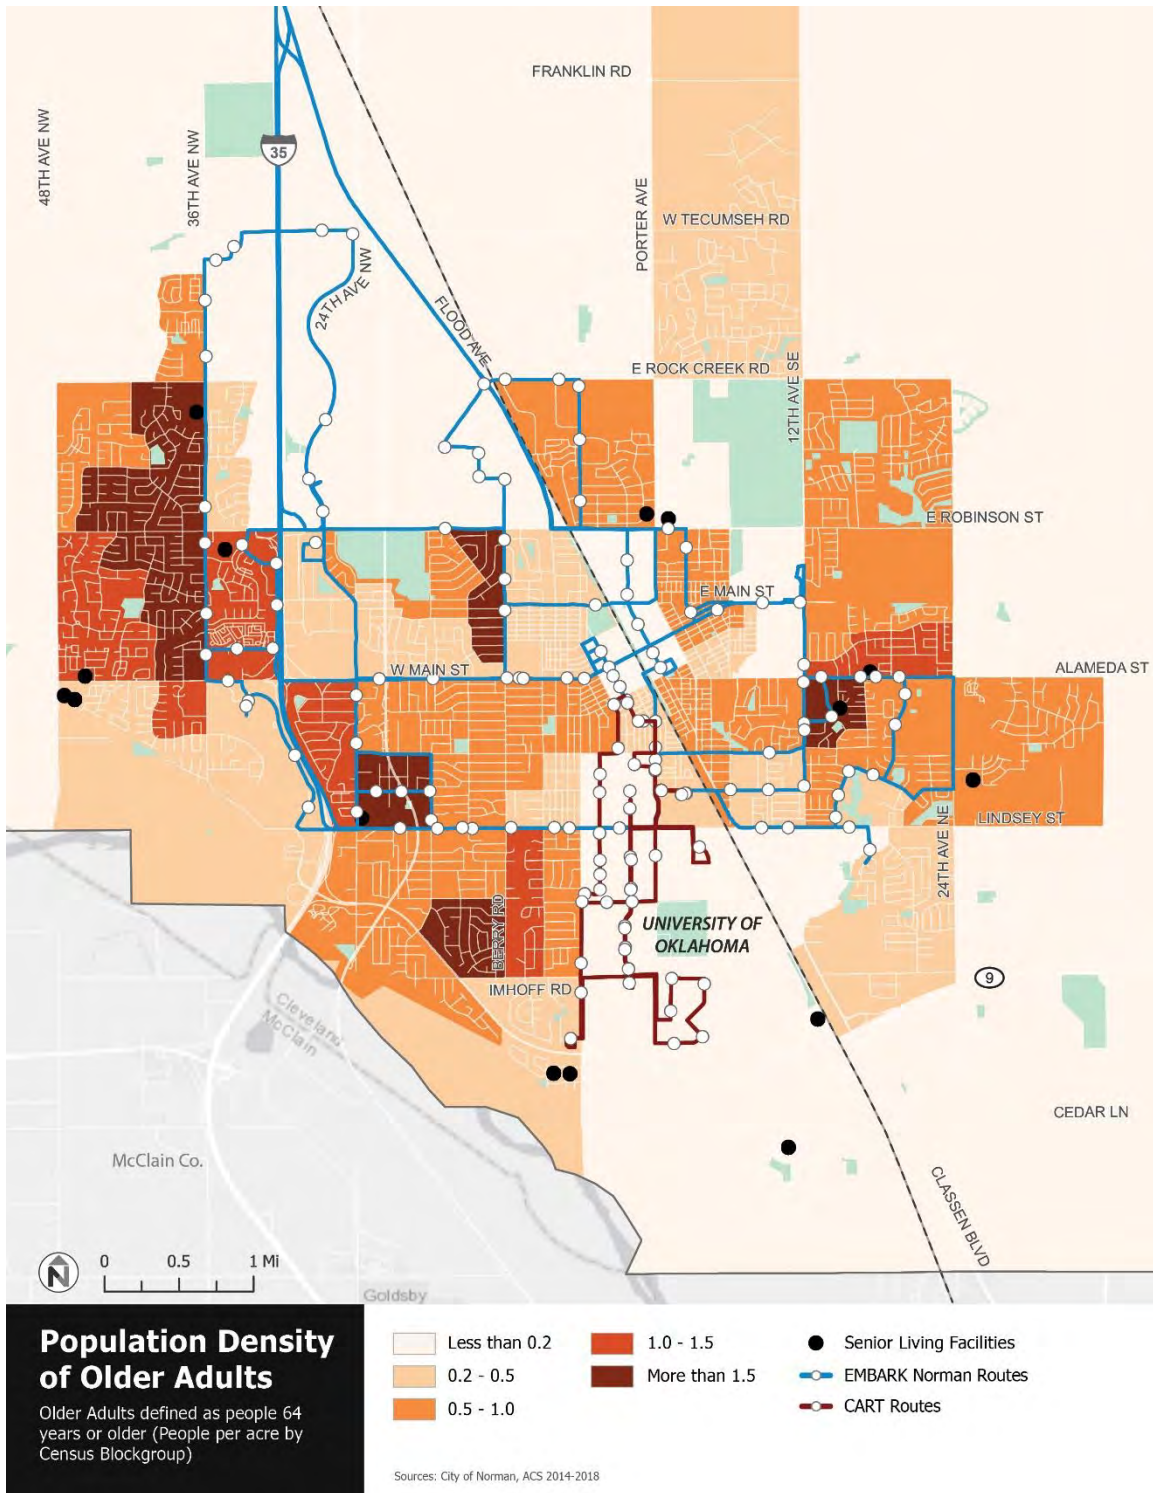 FRANKLIN RD
48TH AVE NW
36TH AVE NW
35
PORTER AVE
W TECUMSEH RD
24TH AVE NW
FLOOD AVE
E ROCK CREEK RD
12TH AVE SE
E ROBINSON ST
E MAIN ST
W MAIN ST
ALAMEDA ST
LINDSEY ST
24TH AVE NE
BERRY RD
UNIVERSITY OF
OKLAHOMA
IMHOFF RD
9
Cleveland
McClain
CEDAR LN
McClain Co.
CLASSEN BLVD
N
0 0.5 1 Mi
Goldsby
Population Density
of Older Adults
Older Adults defined as people 64
years or older (People per acre by
Census Blockgroup)
Less than 0.2
0.2 - 0.5
0.5 - 1.0
1.0 - 1.5
More than 1.5
Senior Living Facilities
EMBARK Norman Routes
CART Routes
Sources: City of Norman, ACS 2014-2018